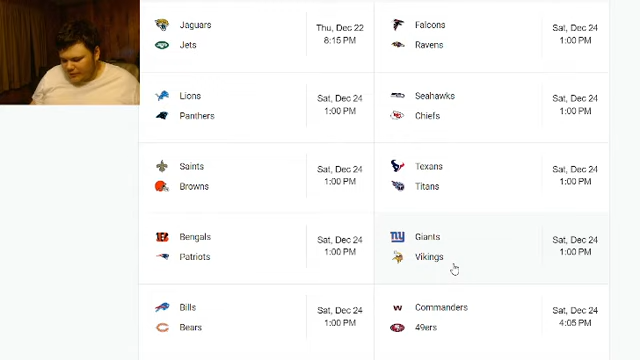 Jaguars
Jets
Thu, Dec 22
8:15 PM
Falcons
Ravens
Sat, Dec 24
1:00 PM
Lions
Panthers
Sat, Dec 24
1:00 PM
Seahawks
Chiefs
Sat, Dec 24
1:00 PM
Saints
Browns
Sat, Dec 24
1:00 PM
Texans
Titans
Sat, Dec 24
1:00 PM
Bengals
Patriots
Sat, Dec 24
1:00 PM
ny
Giants
Vikings
Sat, Dec 24
1:00 PM
Bills
Bears
Sat, Dec 24
1:00 PM
W
Commanders
49ers
Sat, Dec 24
4:05 PM